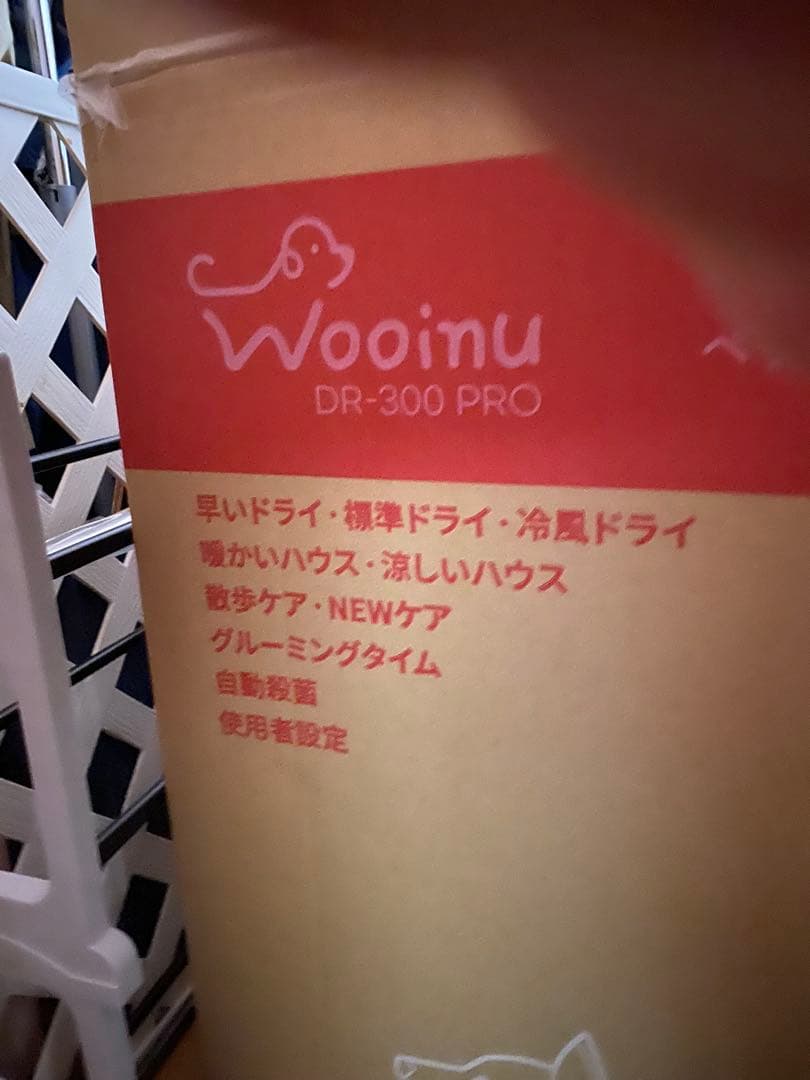 Wooinu
DR-300 PRO
早いドライ・標準ドライ・冷風ドライ
暖かいハウス・涼しいハウス
散歩ケア・NEWケア
グルーミングタイム
自動殺菌
使用者設定